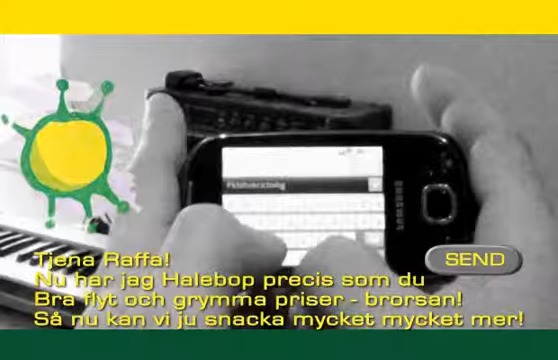 SAMSUNG
Tjena Raffa!
SEND
Nu har jag Halebop precis som du
Bra flyt och grymma priser - brorsan!
Så nu kan vi ju snacka mycket mycket mer!